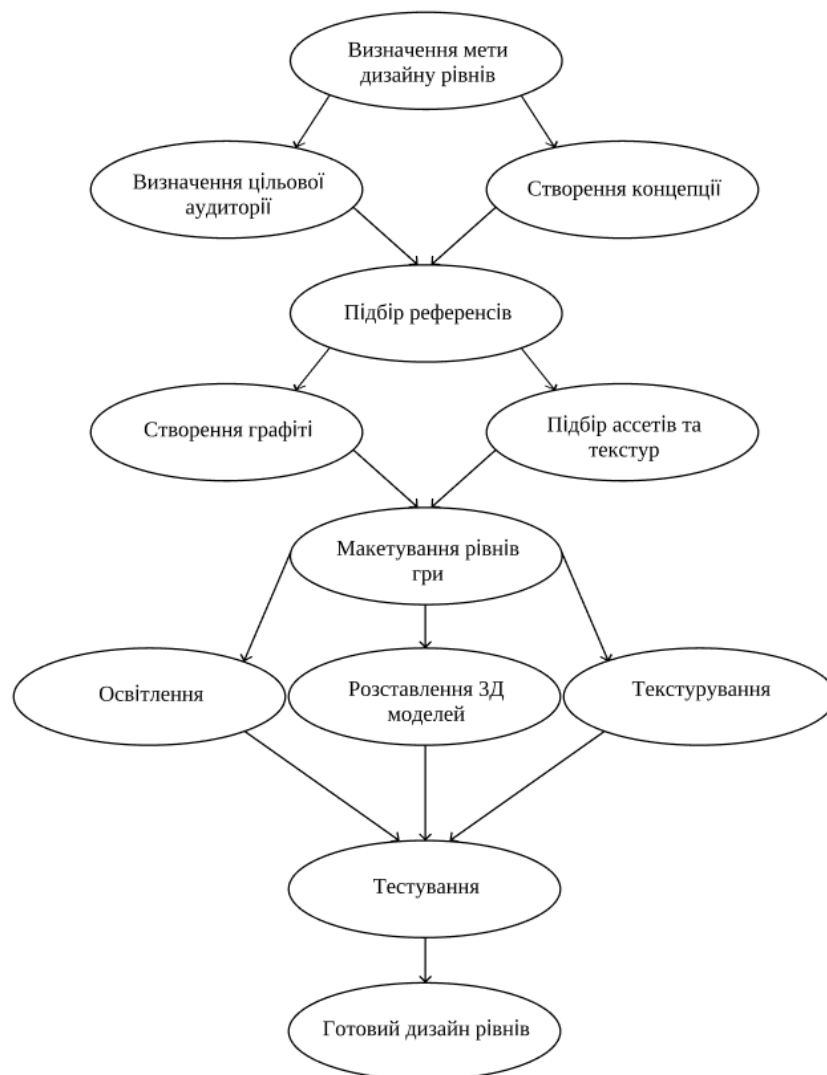 Визначення мети
дизайну рівнів
Визначення цільової
аудиторії
Створення концепції
Підбір референсів
Створення графіті
Підбір ассетів та
текстур
Макетування рівнів
гри
Освітлення
Розставлення 3Д
моделей
Текстурування
Тестування
Готовий дизайн рівнів